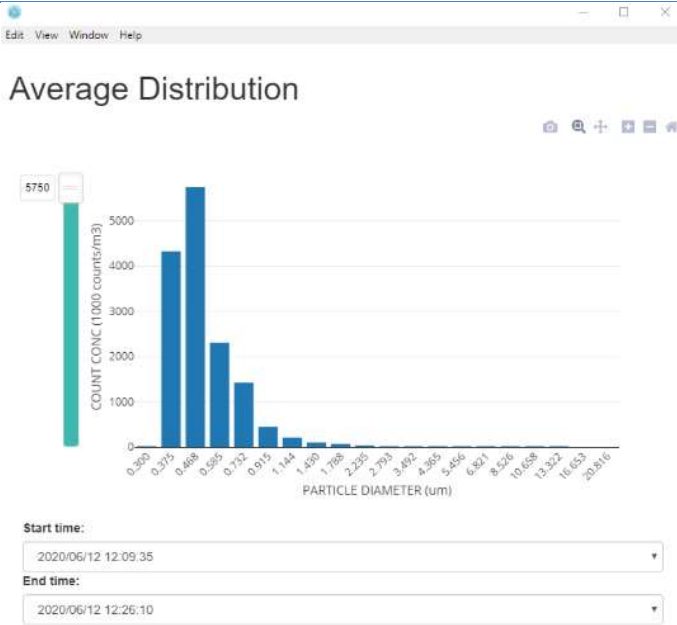 Edit View Window Help
Average Distribution
5750
COUNT CONC (1000 counts/m3)
5000
4000
3000
2000
1000
0
0.300 0.375 0.468 0.585 0.732 0.915 1.144 1.430 1.788 2.235 2.793 3.492 4.365 5.456 6.821 8.526 10.658 13.322 16.653 20.816
PARTICLE DIAMETER (um)
Start time:
2020/06/12 12:09:35
End time:
2020/06/12 12:26:10